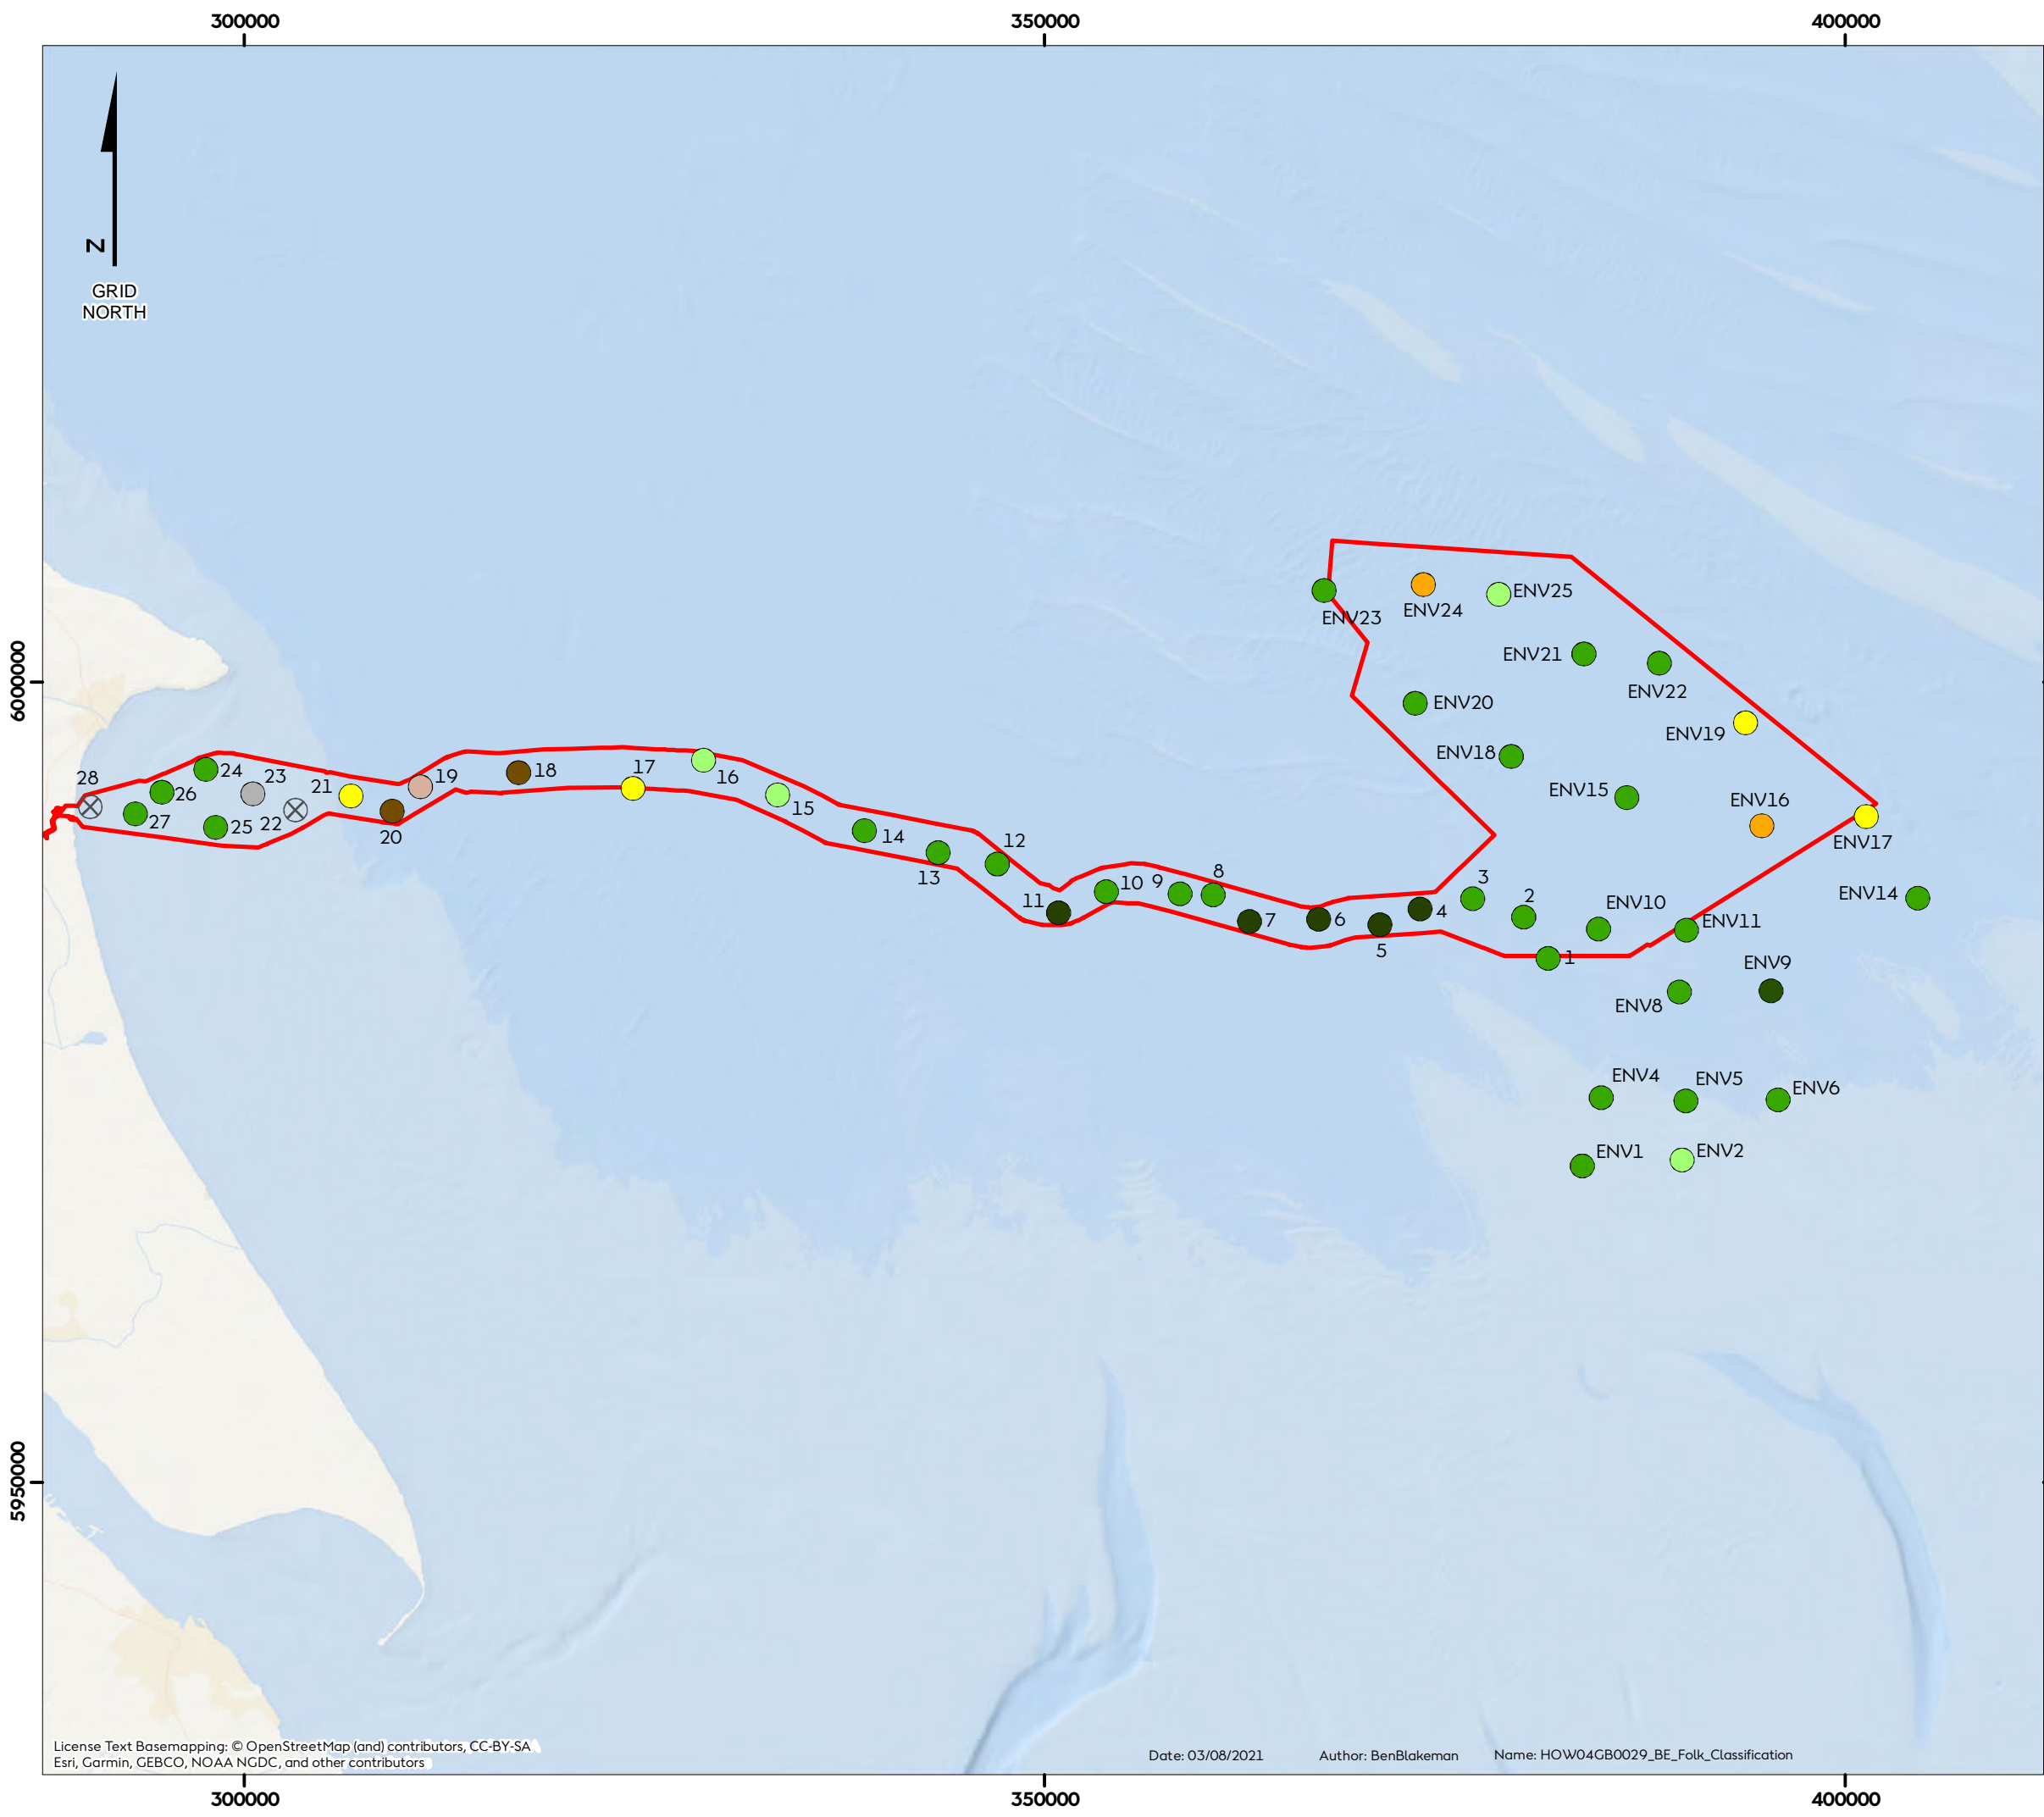 300000
350000
400000
N
GRID
NORTH
ENV25
ENV24
ENV23
ENV21
ENV22
6000000
ENV20
ENV19
ENV18
28
24
23
21
19
18
17
16
26
27
25
22
20
15
ENV15
ENV16
ENV17
14
13
12
11
10
9
8
7
6
5
4
3
2
1
ENV10
ENV11
ENV14
ENV9
ENV8
ENV4
ENV5
ENV6
ENV1
ENV2
5950000
License Text Basemapping: © OpenStreetMap (and) contributors, CC-BY-SA
Esri, Garmin, GEBCO, NOAA NGDC, and other contributors
Date: 03/08/2021 Author: BenBlakeman Name: HOW04GB0029_BE_Folk_Classification
300000
350000
400000